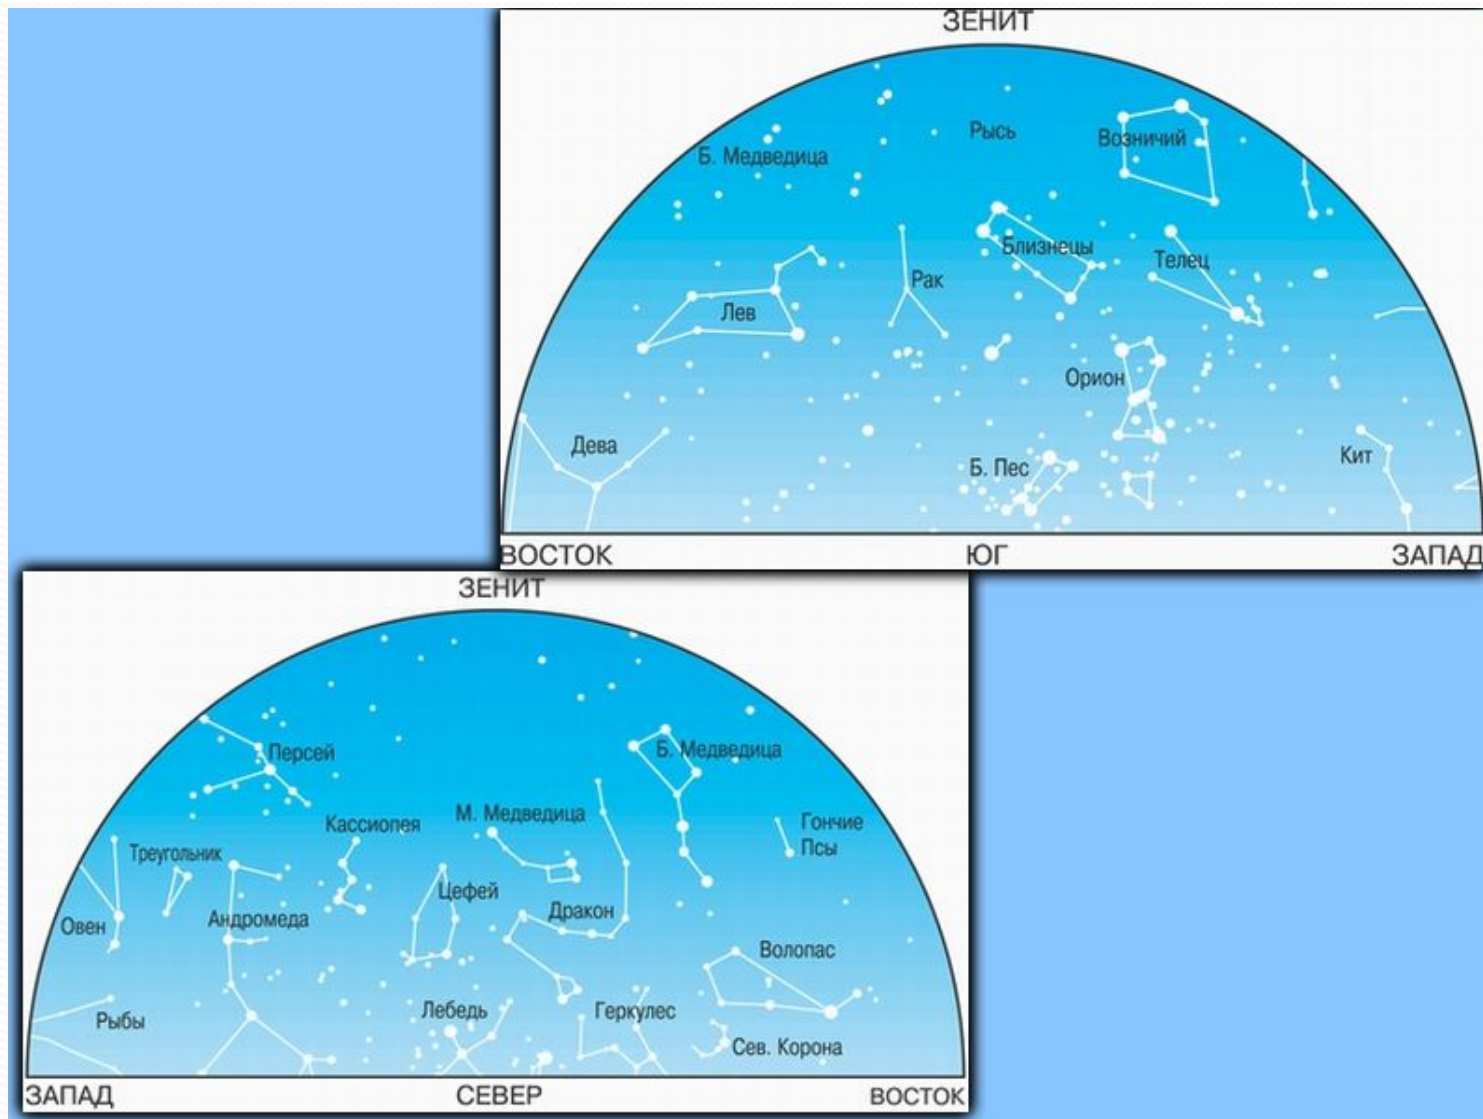 ЗЕНИТ
Рысь
Возничий
Б. Медведица
Близнецы
Телец
Рак
Лев
Орион
Дева
Б. Пес
Кит
ВОСТОК
ЮГ
ЗАПАД
ЗЕНИТ
Персей
Б. Медведица
М. Медведица
Кассиопея
Гончие
Псы
Треугольник
Цефей
Дракон
Андромеда
Овен
Волопас
Лебедь
Геркулес
Рыбы
Сев. Корона
ЗАПАД
СЕВЕР
ВОСТОК